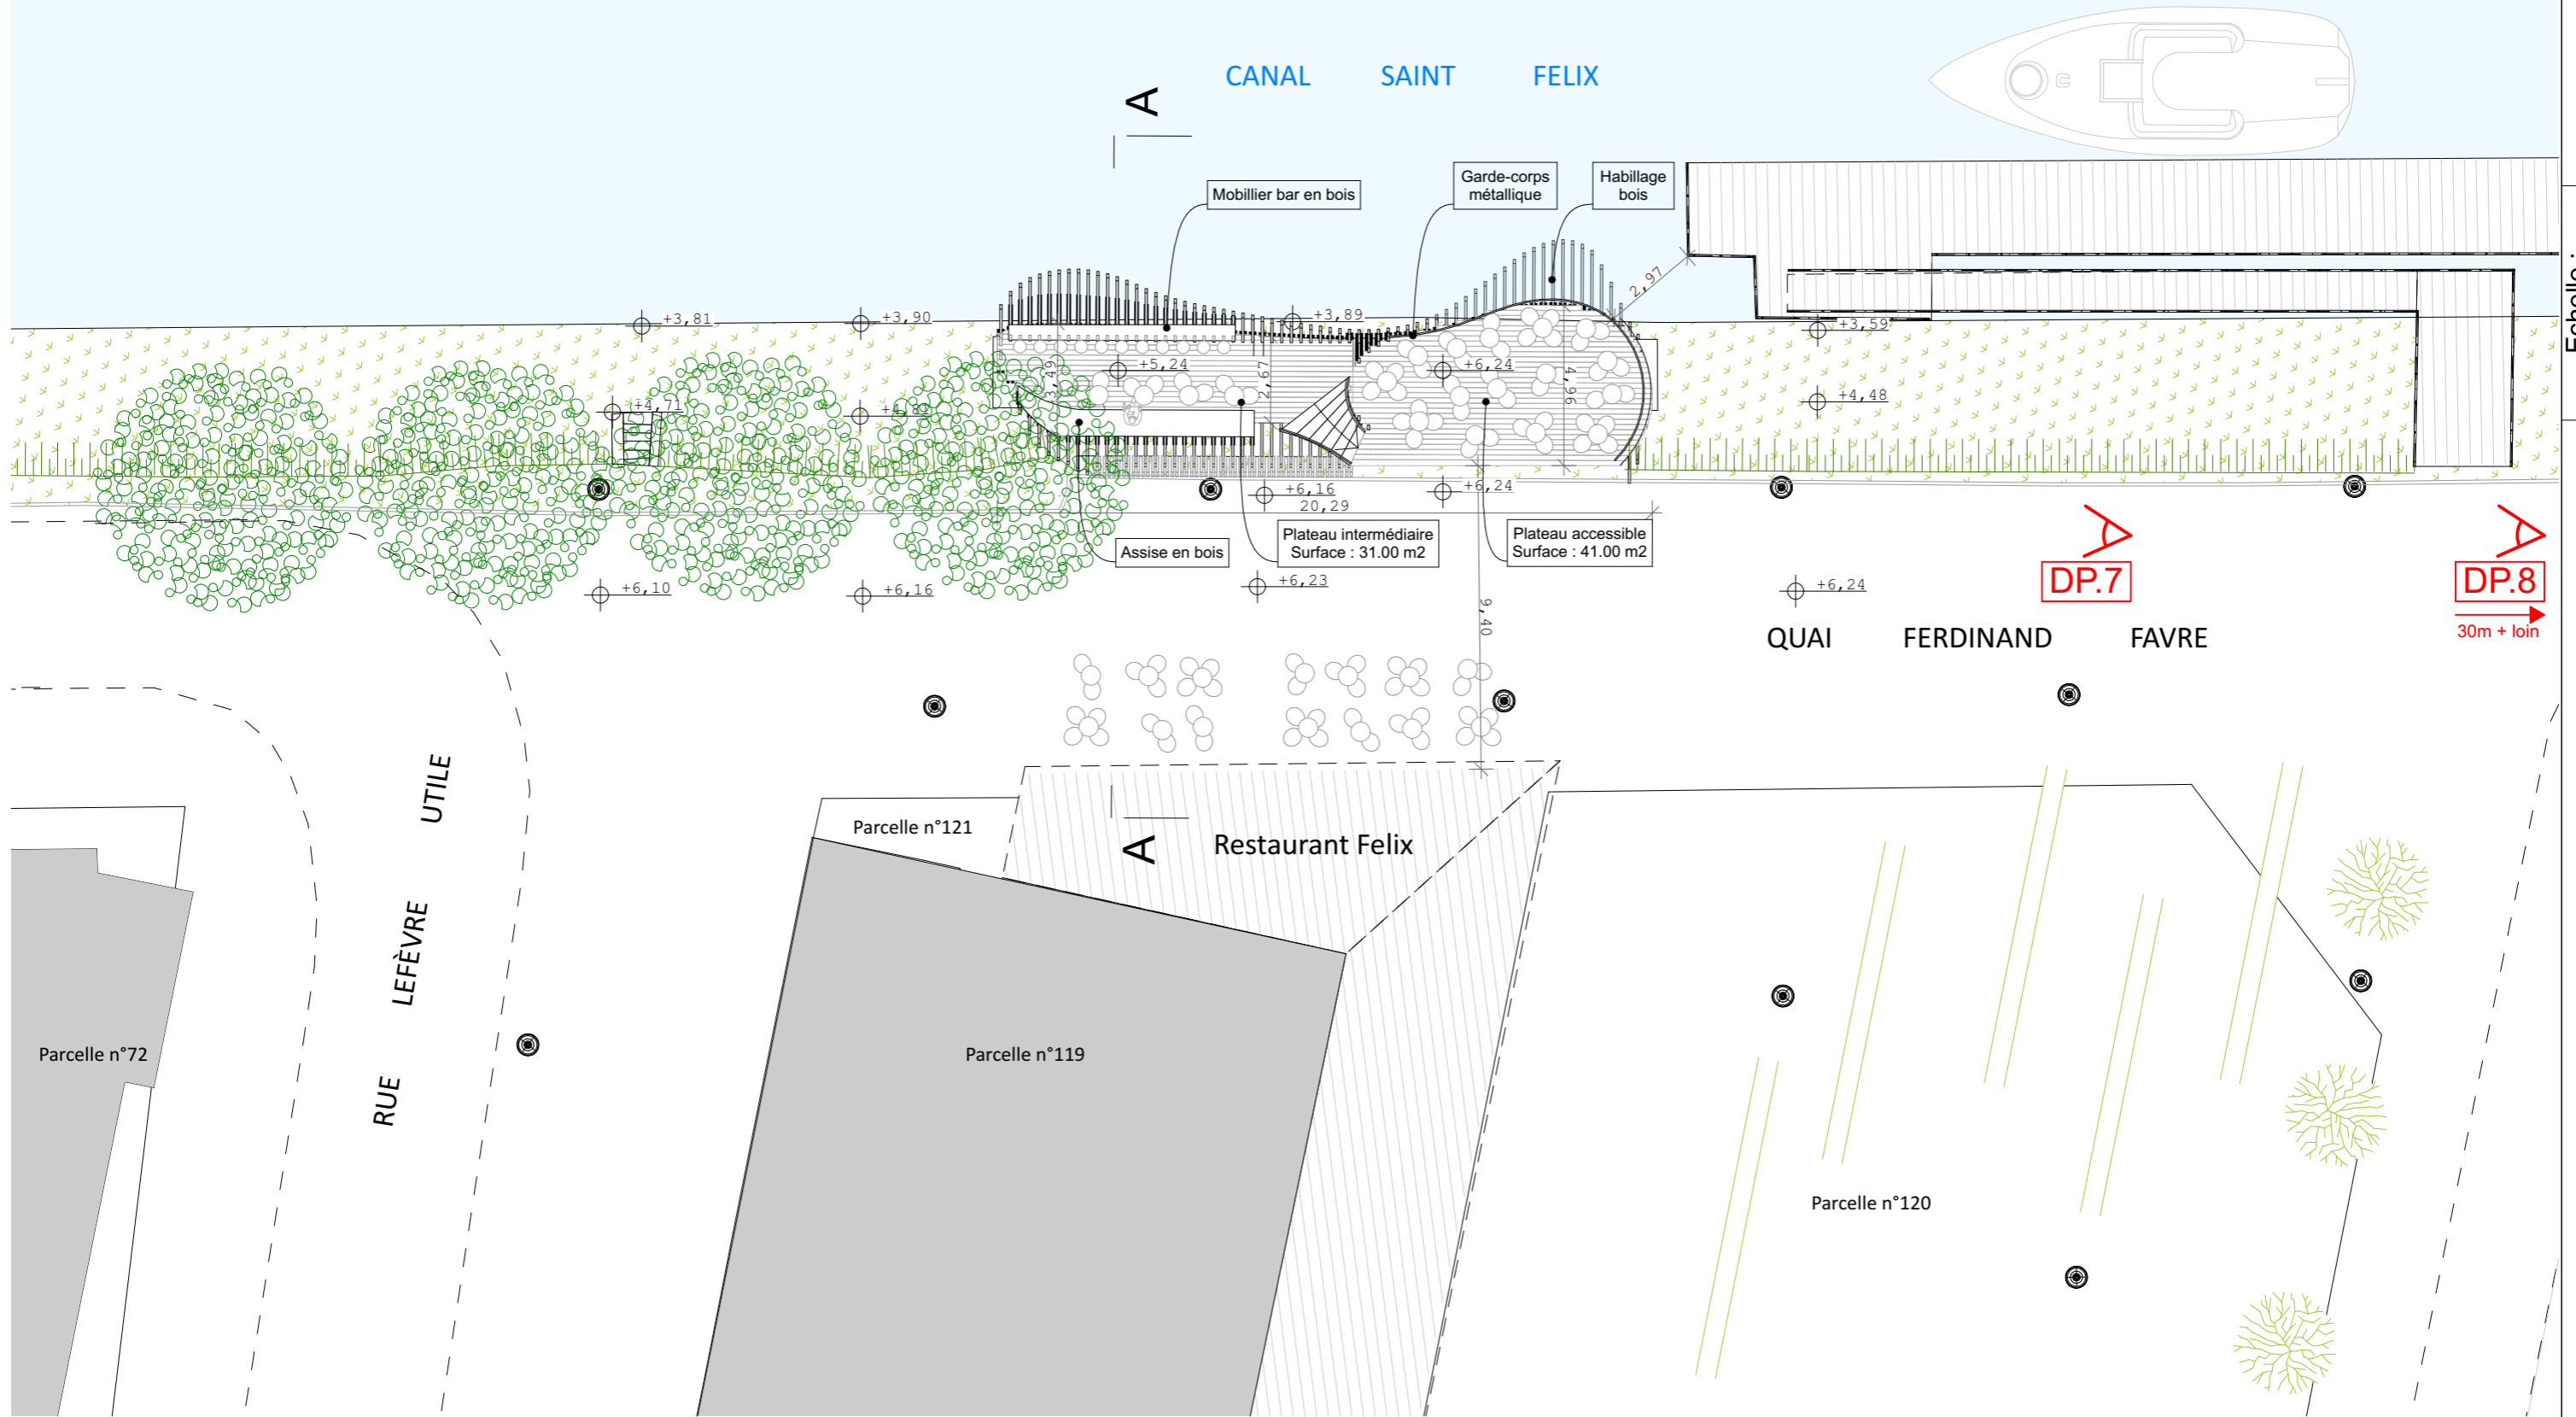 CANAL SAINT FELIX
A
Mobillier bar en bois
Garde-corps
métallique
Habillage
bois
2,97
Echelle :
+3,81
+3,90
+3,89
+3,59
+5,24
+6,24
3,49
2,67
4,96
+4,71
+4,48
+6,16
+6,24
20,29
Assise en bois
Plateau intermédiaire
Surface : 31.00 m2
Plateau accessible
Surface : 41.00 m2
+6,10
+6,16
+6,23
+6,24
DP.7
DP.8
30m + loin
9,40
QUAI FERDINAND FAVRE
RUE LEFÈVRE UTILE
Parcelle n°121
A
Restaurant Felix
Parcelle n°72
Parcelle n°119
Parcelle n°120